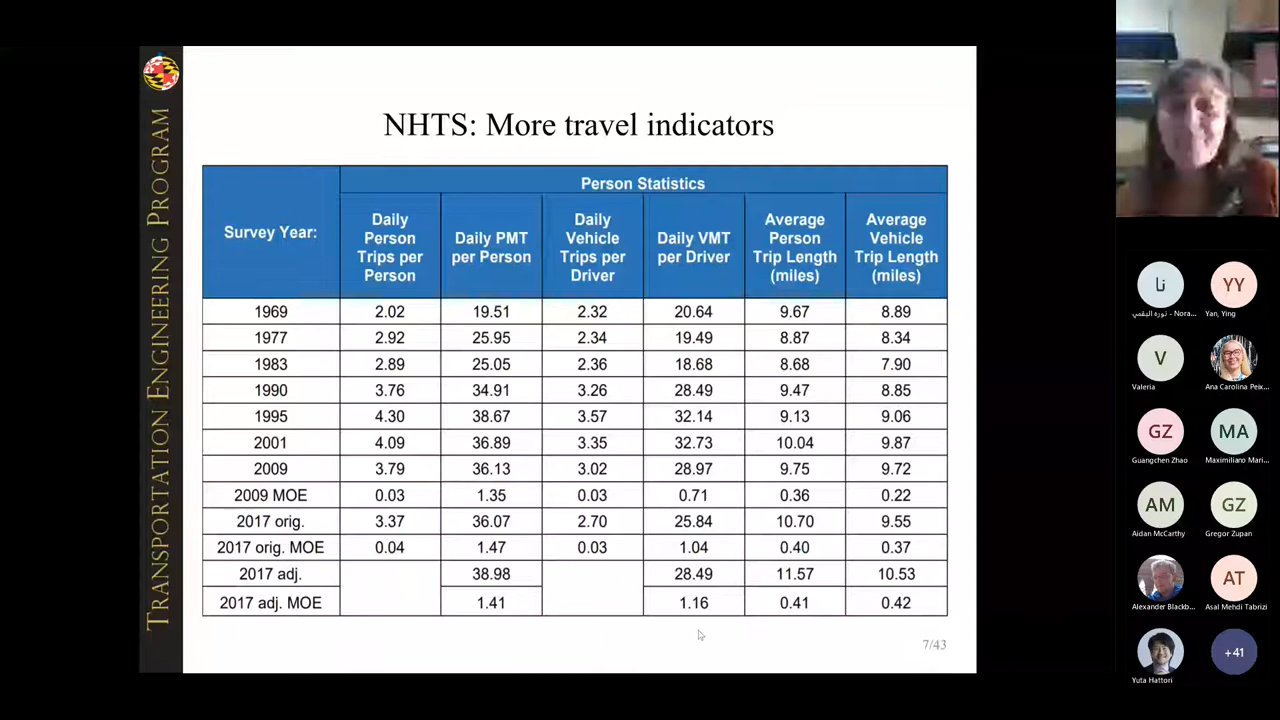 TRANSPORTATION ENGINEERING PROGRAM
NHTS: More travel indicators
Survey Year:
Person Statistics
Daily Person Trips per Person
Daily PMT per Person
Daily Vehicle Trips per Driver
Daily VMT per Driver
Average Person Trip Length (miles)
Average Vehicle Trip Length (miles)
1969 2.02 19.51 2.32 20.64 9.67 8.89
1977 2.92 25.95 2.34 19.49 8.87 8.34
1983 2.89 25.05 2.36 18.68 8.68 7.90
1990 3.76 34.91 3.26 28.49 9.47 8.85
1995 4.30 38.67 3.57 32.14 9.13 9.06
2001 4.09 36.89 3.35 32.73 10.04 9.87
2009 3.79 36.13 3.02 28.97 9.75 9.72
2009 MOE 0.03 1.35 0.03 0.71 0.36 0.22
2017 orig. 3.37 36.07 2.70 25.84 10.70 9.55
2017 orig. MOE 0.04 1.47 0.03 1.04 0.40 0.37
2017 adj. 38.98 28.49 11.57 10.53
2017 adj. MOE 1.41 1.16 0.41 0.42
7/43
نا
YY
نوره البقمي - Nora...
Yan, Ying
V
Valeria
Ana Carolina Peix...
GZ
MA
Guangchen Zhao
Maximiliano Mari...
AM
GZ
Aidan McCarthy
Gregor Zupan
AT
Alexander Blackb...
Asal Mehdi Tabrizi
+41
Yuta Hattori